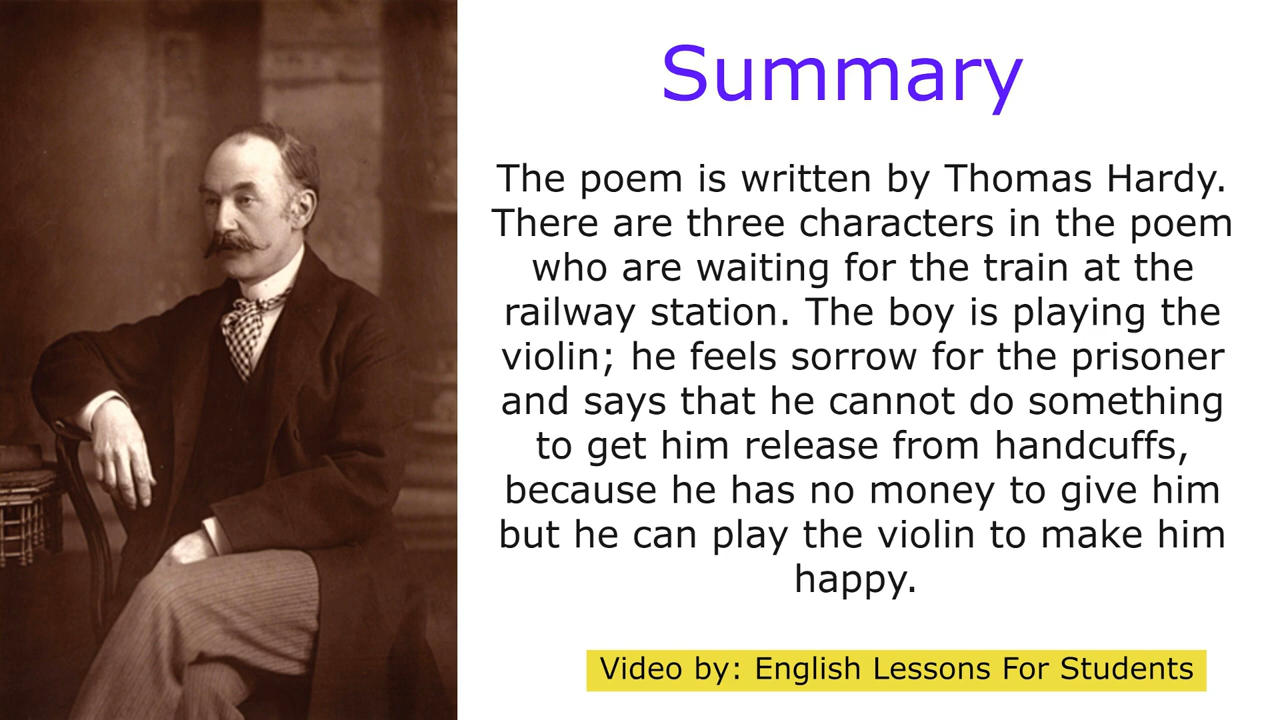 Summary
The poem is written by Thomas Hardy.
There are three characters in the poem
who are waiting for the train at the
railway station. The boy is playing the
violin; he feels sorrow for the prisoner
and says that he cannot do something
to get him release from handcuffs,
because he has no money to give him
but he can play the violin to make him
happy.
Video by: English Lessons For Students